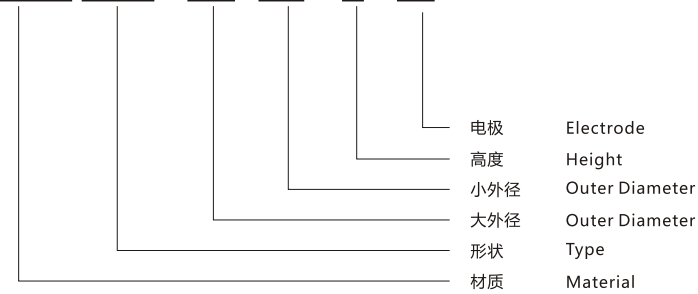 电极 Electrode
高度 Height
小外径 Outer Diameter
大外径 Outer Diameter
形状 Type
材质 Material